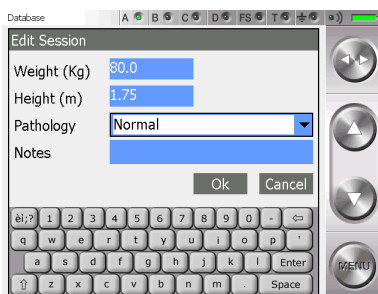 Database A B C D FS T
Edit Session
Weight (Kg) 80.0
Height (m) 1.75
Pathology Normal
Notes
Ok Cancel
èì;? 1 2 3 4 5 6 7 8 9 0 -
q w e r t y u i o p '
a s d f g h j k l Enter
z x c v b n m . Space
MENU